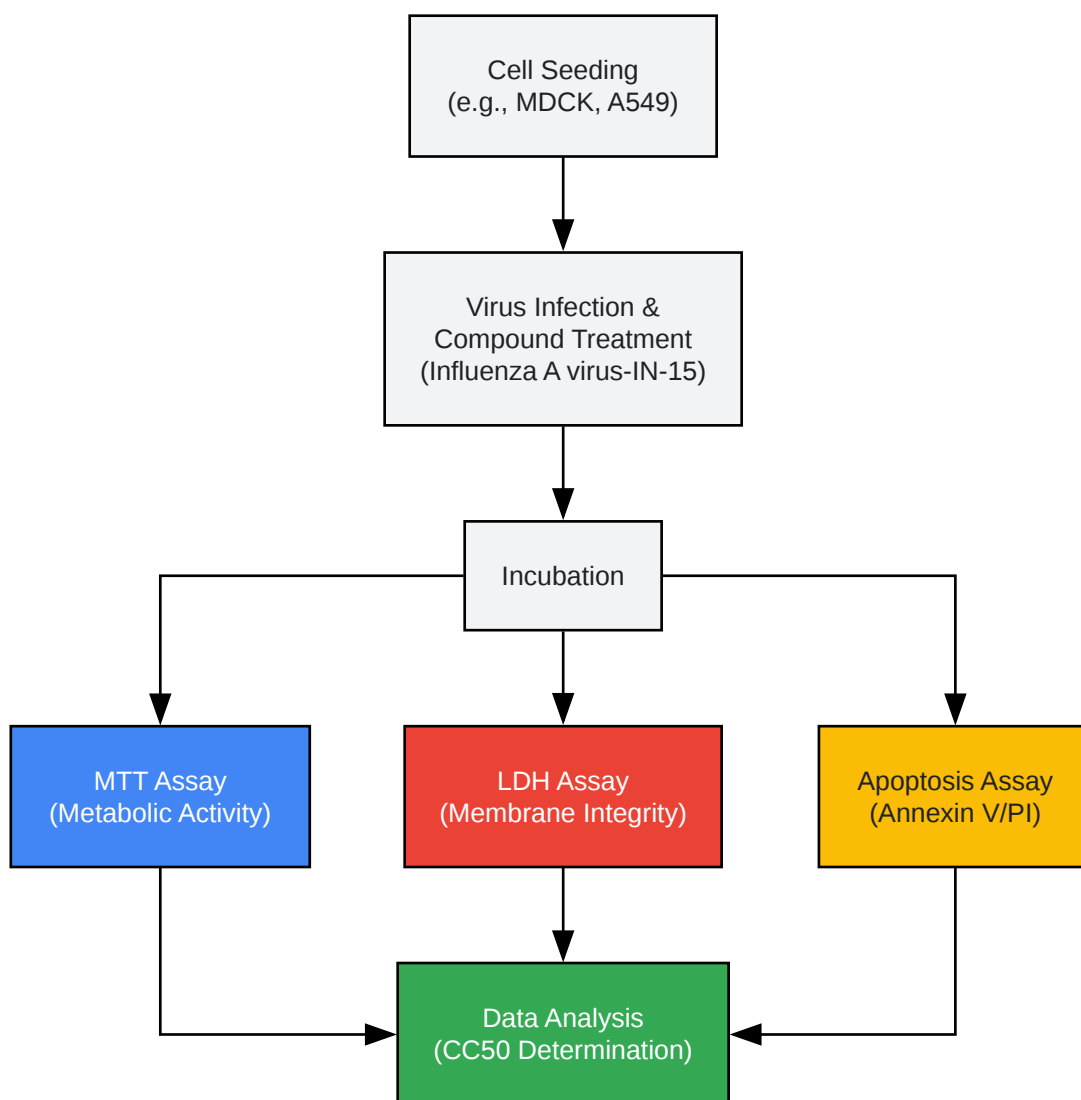 Cell Seeding
(e.g., MDCK, A549)
Virus Infection &
Compound Treatment
(Influenza A virus-IN-15)
Incubation
MTT Assay
(Metabolic Activity)
LDH Assay
(Membrane Integrity)
Apoptosis Assay
(Annexin V/PI)
Data Analysis
(CC50 Determination)